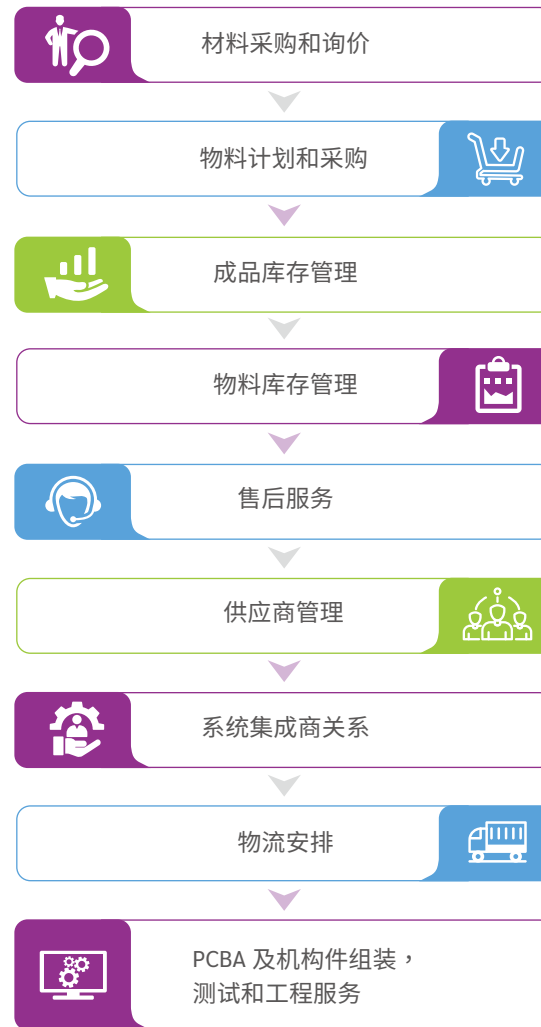 材料采购和询价
物料计划和采购
成品库存管理
物料库存管理
售后服务
供应商管理
系统集成商关系
物流安排
PCBA 及机构件组装，
测试和工程服务